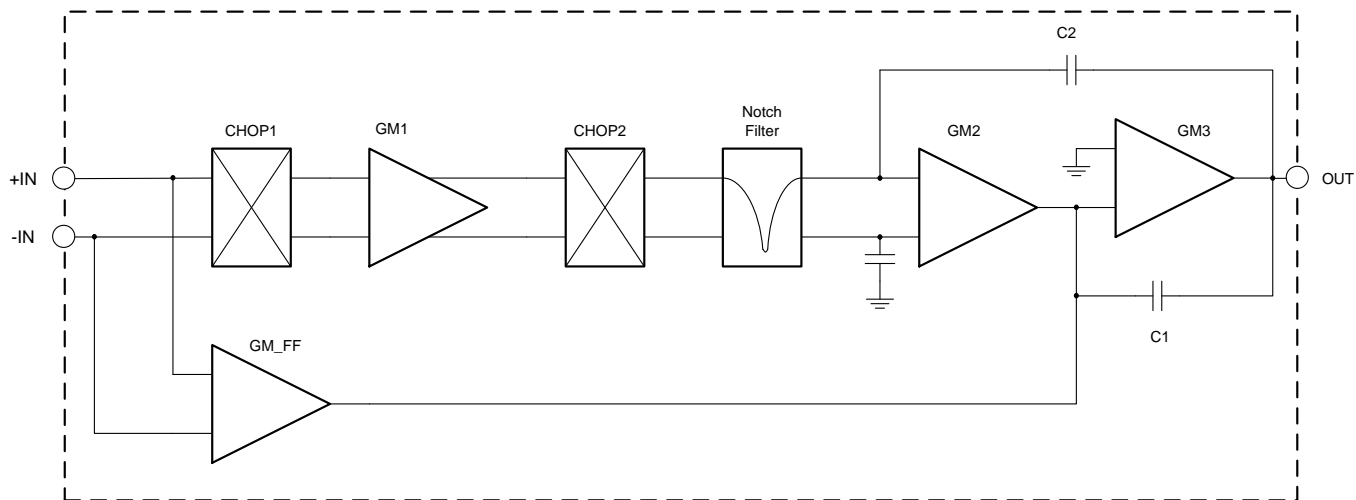 C2
Notch
Filter
CHOP1
GM1
CHOP2
GM2
GM3
+IN
OUT
-IN
C1
GM_FF